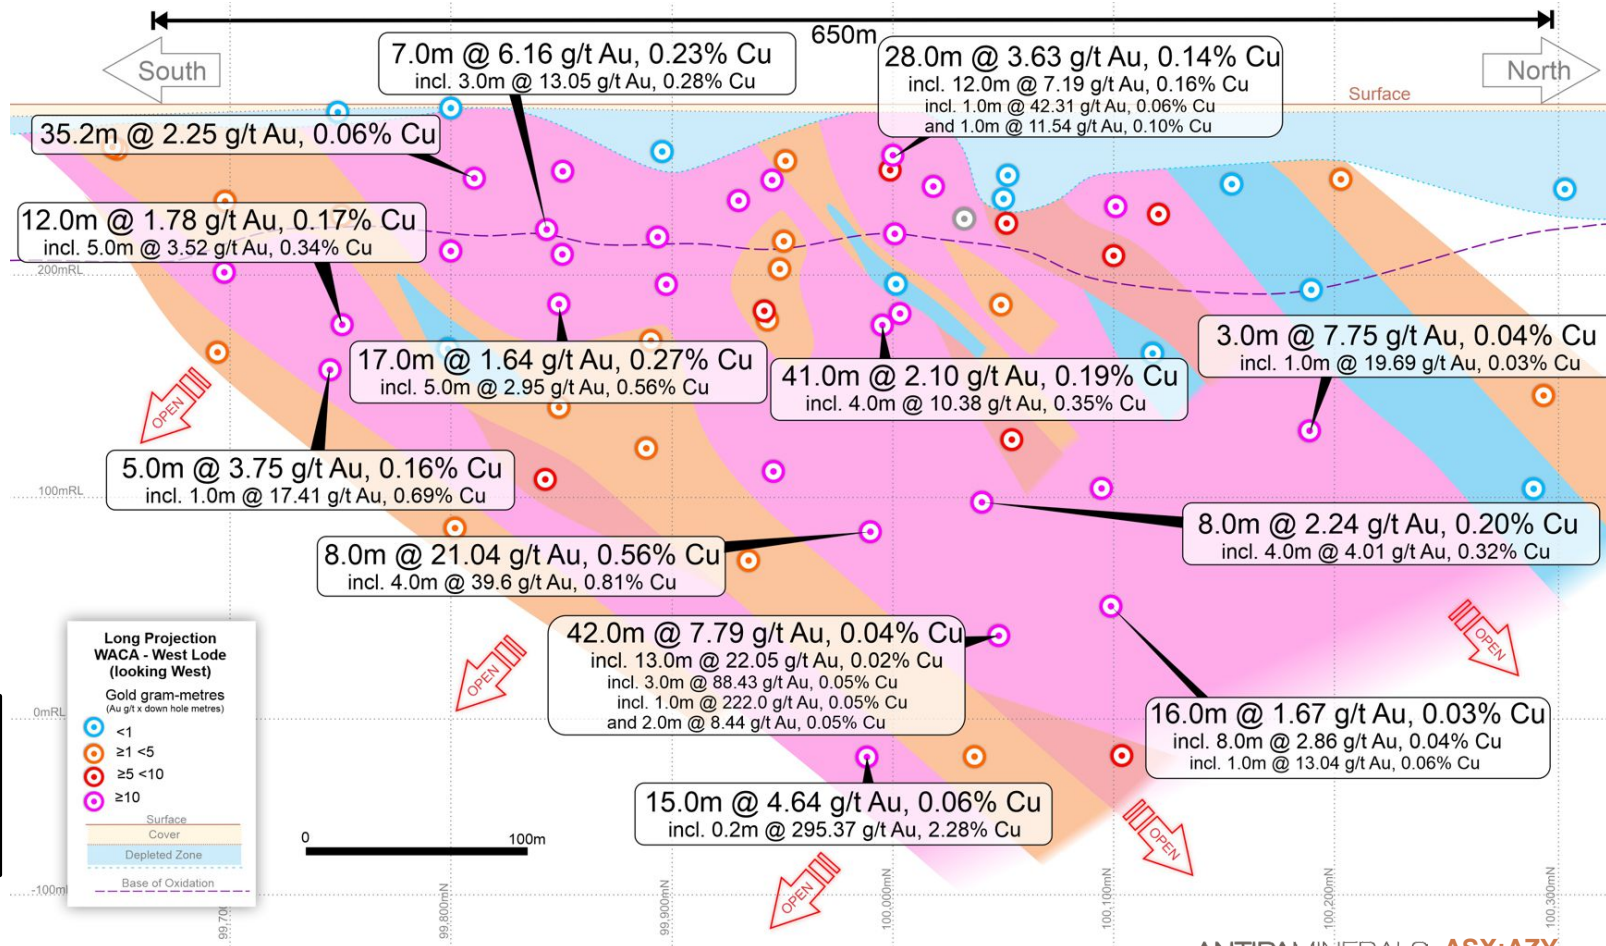 650m
South
North
Surface
7.0m @ 6.16 g/t Au, 0.23% Cu
incl. 3.0m @ 13.05 g/t Au, 0.28% Cu
28.0m @ 3.63 g/t Au, 0.14% Cu
incl. 12.0m @ 7.19 g/t Au, 0.16% Cu
incl. 1.0m @ 42.31 g/t Au, 0.06% Cu
and 1.0m @ 11.54 g/t Au, 0.10% Cu
35.2m @ 2.25 g/t Au, 0.06% Cu
12.0m @ 1.78 g/t Au, 0.17% Cu
incl. 5.0m @ 3.52 g/t Au, 0.34% Cu
200mRL
17.0m @ 1.64 g/t Au, 0.27% Cu
incl. 5.0m @ 2.95 g/t Au, 0.56% Cu
41.0m @ 2.10 g/t Au, 0.19% Cu
incl. 4.0m @ 10.38 g/t Au, 0.35% Cu
3.0m @ 7.75 g/t Au, 0.04% Cu
incl. 1.0m @ 19.69 g/t Au, 0.03% Cu
OPEN
5.0m @ 3.75 g/t Au, 0.16% Cu
incl. 1.0m @ 17.41 g/t Au, 0.69% Cu
100mRL
8.0m @ 21.04 g/t Au, 0.56% Cu
incl. 4.0m @ 39.6 g/t Au, 0.81% Cu
8.0m @ 2.24 g/t Au, 0.20% Cu
incl. 4.0m @ 4.01 g/t Au, 0.32% Cu
42.0m @ 7.79 g/t Au, 0.04% Cu
incl. 13.0m @ 22.05 g/t Au, 0.02% Cu
incl. 3.0m @ 88.43 g/t Au, 0.05% Cu
incl. 1.0m @ 222.0 g/t Au, 0.05% Cu
and 2.0m @ 8.44 g/t Au, 0.05% Cu
OPEN
OPEN
16.0m @ 1.67 g/t Au, 0.03% Cu
incl. 8.0m @ 2.86 g/t Au, 0.04% Cu
incl. 1.0m @ 13.04 g/t Au, 0.06% Cu
0mRL
15.0m @ 4.64 g/t Au, 0.06% Cu
incl. 0.2m @ 295.37 g/t Au, 2.28% Cu
OPEN
OPEN
Long Projection
WACA - West Lode
(looking West)
Gold gram-metres
(Au g/t x down hole metres)
<1
≥1 <5
≥5 <10
≥10
Surface
Cover
Depleted Zone
Base of Oxidation
0 100m
-100m
99,700
99,800mN
99,900mN
100,000mN
100,100mN
100,200mN
100,300mN
ANTIPA MINERALS ASX:AZY